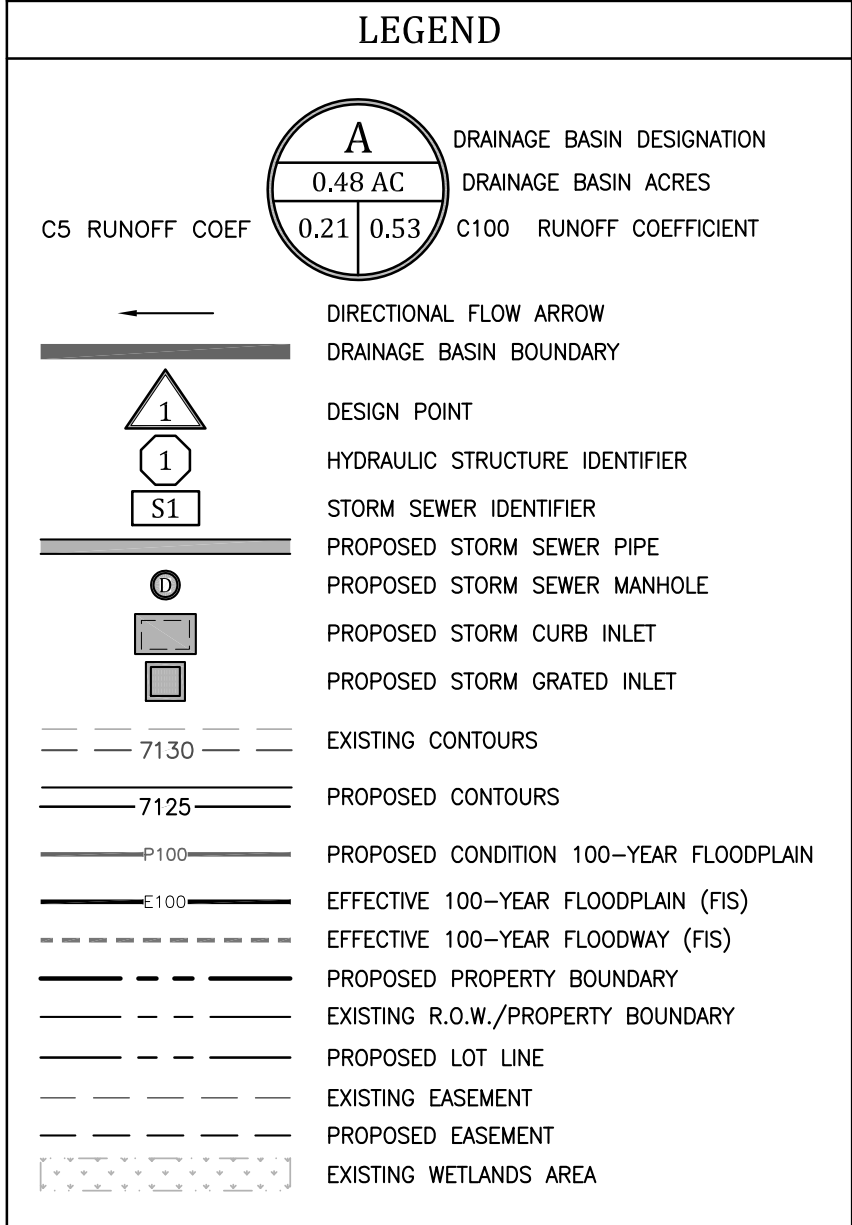 LEGEND
A DRAINAGE BASIN DESIGNATION
0.48 AC DRAINAGE BASIN ACRES
C5 RUNOFF COEF 0.21 0.53 C100 RUNOFF COEFFICIENT
DIRECTIONAL FLOW ARROW
DRAINAGE BASIN BOUNDARY
1 DESIGN POINT
1 HYDRAULIC STRUCTURE IDENTIFIER
S1 STORM SEWER IDENTIFIER
PROPOSED STORM SEWER PIPE
D PROPOSED STORM SEWER MANHOLE
PROPOSED STORM CURB INLET
PROPOSED STORM GRATED INLET
7130 EXISTING CONTOURS
7125 PROPOSED CONTOURS
P100 PROPOSED CONDITION 100-YEAR FLOODPLAIN
E100 EFFECTIVE 100-YEAR FLOODPLAIN (FIS)
EFFECTIVE 100-YEAR FLOODWAY (FIS)
PROPOSED PROPERTY BOUNDARY
EXISTING R.O.W./PROPERTY BOUNDARY
PROPOSED LOT LINE
EXISTING EASEMENT
PROPOSED EASEMENT
EXISTING WETLANDS AREA